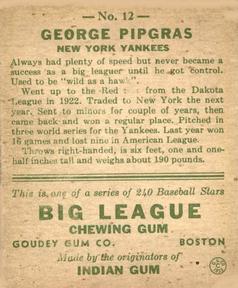 — No. 12 —
GEORGE PIPGRAS
NEW YORK YANKEES
Always had plenty of speed but never became a
success as a big leaguer until he got control.
Used to be "wild as a hawk".
Went up to the Red from the Dakota
League in 1922. Traded to New York the next
year. Sent to minors for couple of years, then
came back and won a regular place. Pitched in
three world series for the Yankees. Last year won
16 games and lost nine in American League.
Throws right-handed, is six feet, one and one-
half inches tall and weighs about 190 pounds.
This is one of a series of 240 Baseball Stars
BIG LEAGUE
CHEWING GUM
GOUDEY GUM CO. BOSTON
Made by the originators of
INDIAN GUM